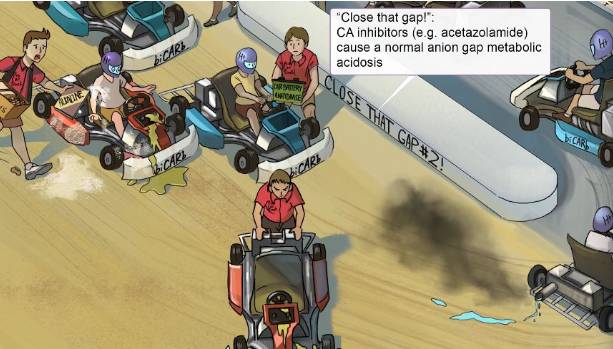 "Close that gap!":
CA inhibitors (e.g. acetazolamide)
cause a normal anion gap metabolic
acidosis
biCARb
biCARb
CAR BATTERY
CLOSE THAT GAP #2!
H+
biCARb
biCARb